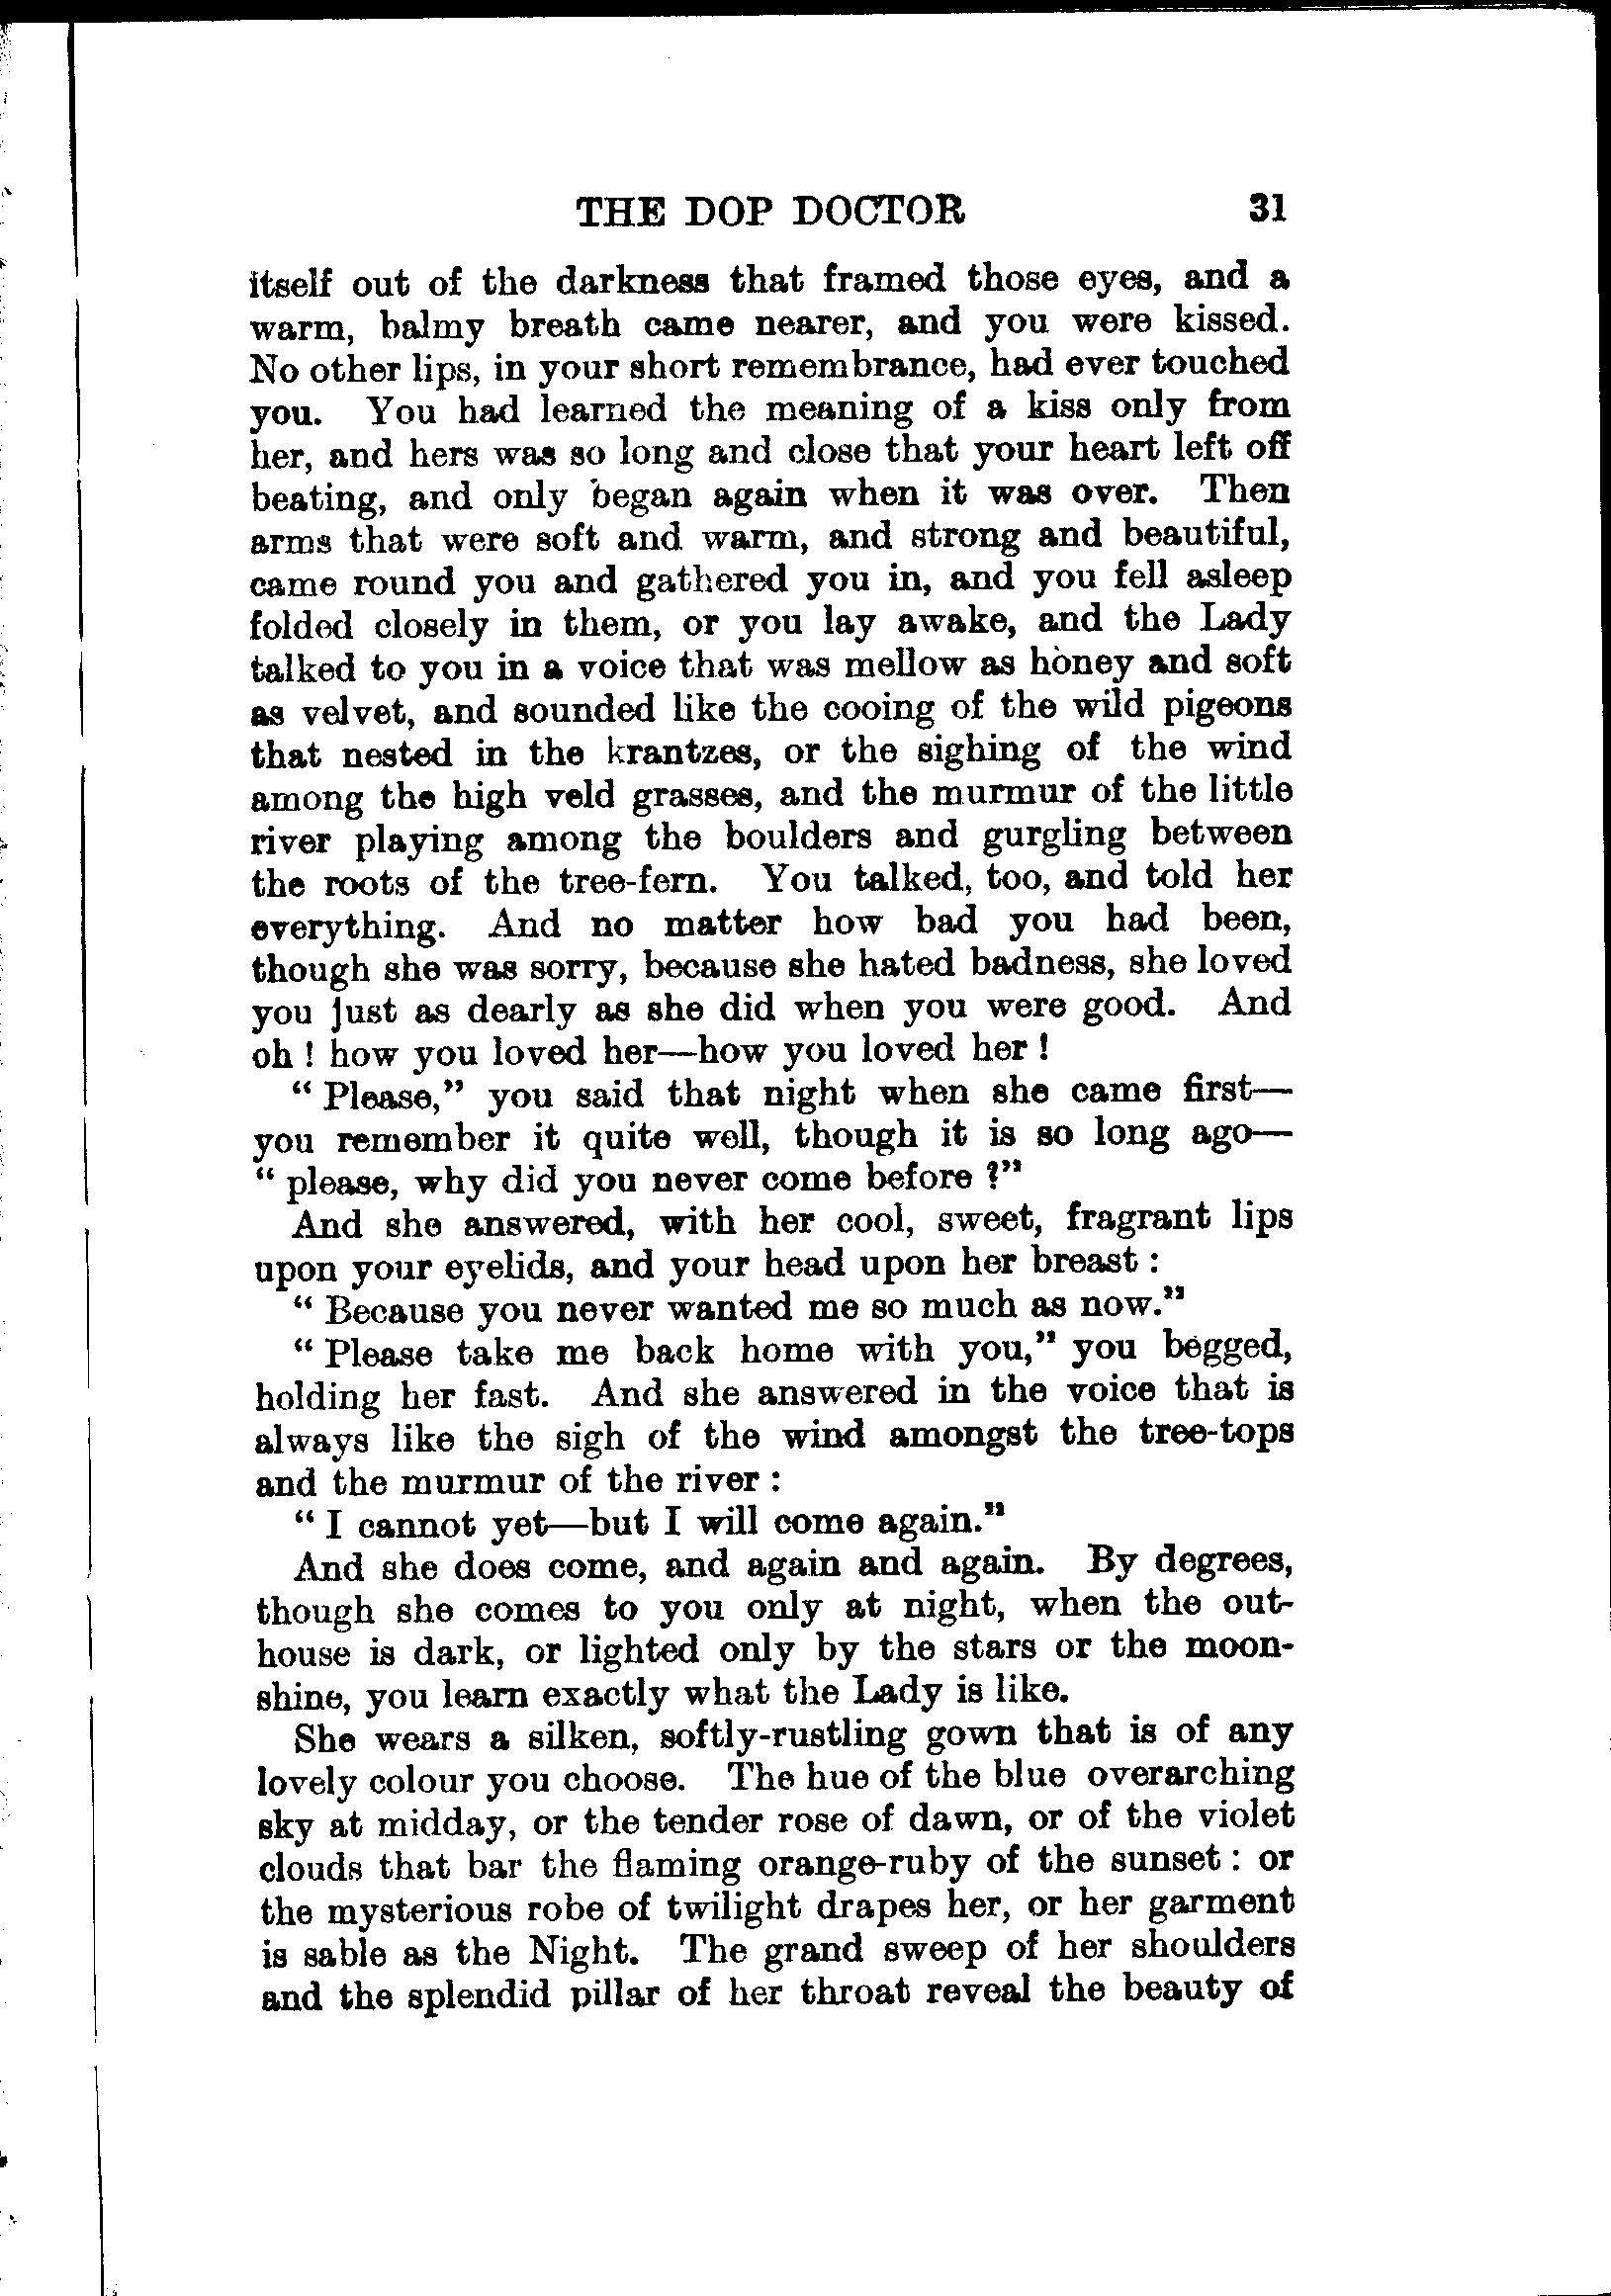 THE DOP DOCTOR 31
itself out of the darkness that framed those eyes, and a
warm, balmy breath came nearer, and you were kissed.
No other lips, in your short remembrance, had ever touched
you. You had learned the meaning of a kiss only from
her, and hers was so long and close that your heart left off
beating, and only began again when it was over. Then
arms that were soft and warm, and strong and beautiful,
came round you and gathered you in, and you fell asleep
folded closely in them, or you lay awake, and the Lady
talked to you in a voice that was mellow as honey and soft
as velvet, and sounded like the cooing of the wild pigeons
that nested in the krantzes, or the sighing of the wind
among the high veld grasses, and the murmur of the little
river playing among the boulders and gurgling between
the roots of the tree-fern. You talked, too, and told her
everything. And no matter how bad you had been,
though she was sorry, because she hated badness, she loved
you just as dearly as she did when you were good. And
oh ! how you loved her—how you loved her !
“ Please,” you said that night when she came first—
you remember it quite well, though it is so long ago—
“ please, why did you never come before ?”
And she answered, with her cool, sweet, fragrant lips
upon your eyelids, and your head upon her breast :
“ Because you never wanted me so much as now.”
“ Please take me back home with you,” you begged,
holding her fast. And she answered in the voice that is
always like the sigh of the wind amongst the tree-tops
and the murmur of the river :
“ I cannot yet—but I will come again.”
And she does come, and again and again. By degrees,
though she comes to you only at night, when the out-
house is dark, or lighted only by the stars or the moon-
shine, you learn exactly what the Lady is like.
She wears a silken, softly-rustling gown that is of any
lovely colour you choose. The hue of the blue overarching
sky at midday, or the tender rose of dawn, or of the violet
clouds that bar the flaming orange-ruby of the sunset : or
the mysterious robe of twilight drapes her, or her garment
is sable as the Night. The grand sweep of her shoulders
and the splendid pillar of her throat reveal the beauty of